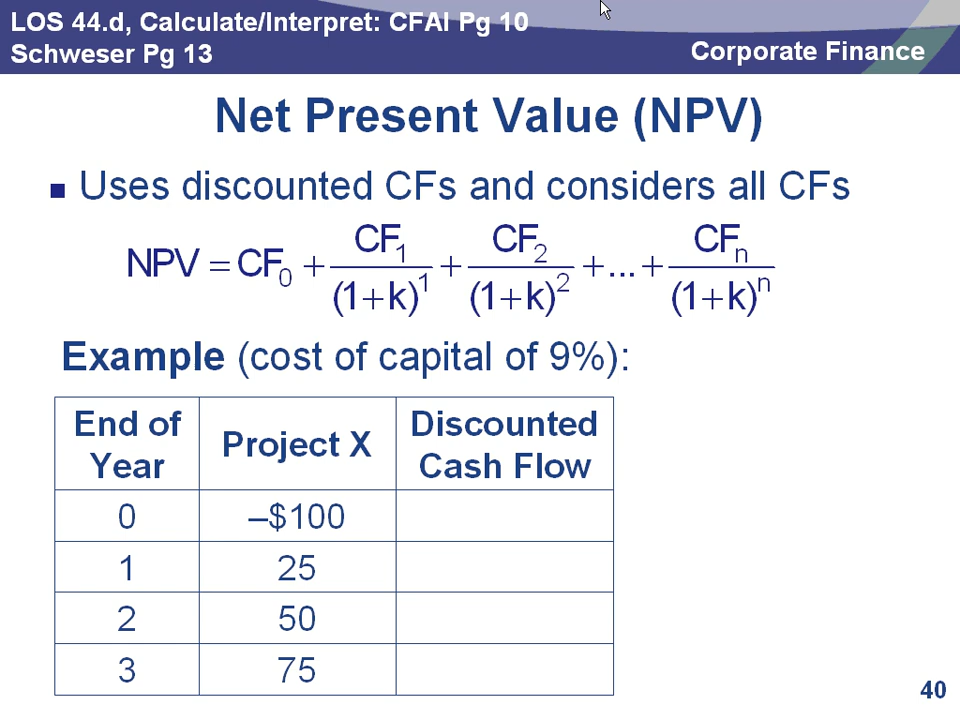 LOS 44.d, Calculate/Interpret: CFAI Pg 10
Schweser Pg 13
Corporate Finance
Net Present Value (NPV)
■ Uses discounted CFs and considers all CFs
NPV = CF₀ + CF₁/(1+k)¹ + CF₂/(1+k)² + ... + CFₙ/(1+k)ⁿ
Example (cost of capital of 9%):
End of Year | Project X | Discounted Cash Flow
0 | –$100
1 | 25
2 | 50
3 | 75
40